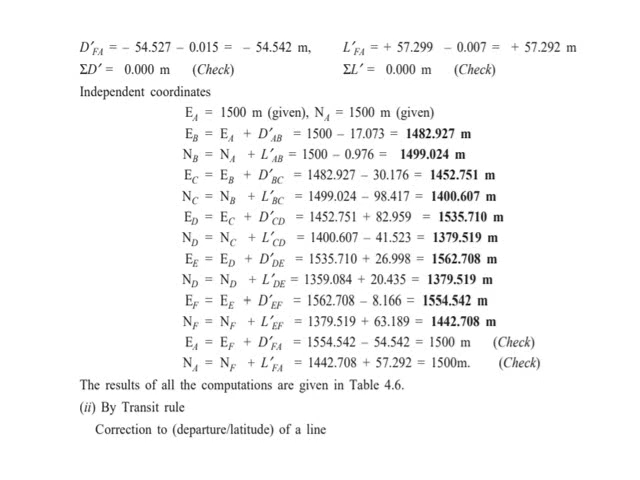 D′FA = – 54.527 – 0.015 = – 54.542 m, L′FA = + 57.299 – 0.007 = + 57.292 m
ΣD′ = 0.000 m (Check) ΣL′ = 0.000 m (Check)
Independent coordinates
EA = 1500 m (given), NA = 1500 m (given)
EB = EA + D′AB = 1500 – 17.073 = 1482.927 m
NB = NA + L′AB = 1500 – 0.976 = 1499.024 m
EC = EB + D′BC = 1482.927 – 30.176 = 1452.751 m
NC = NB + L′BC = 1499.024 – 98.417 = 1400.607 m
ED = EC + D′CD = 1452.751 + 82.959 = 1535.710 m
ND = NC + L′CD = 1400.607 – 41.523 = 1379.519 m
EE = ED + D′DE = 1535.710 + 26.998 = 1562.708 m
ND = ND + L′DE = 1359.084 + 20.435 = 1379.519 m
EF = EE + D′EF = 1562.708 – 8.166 = 1554.542 m
NF = NF + L′EF = 1379.519 + 63.189 = 1442.708 m
EA = EF + D′FA = 1554.542 – 54.542 = 1500 m (Check)
NA = NF + L′FA = 1442.708 + 57.292 = 1500m. (Check)
The results of all the computations are given in Table 4.6.
(ii) By Transit rule
Correction to (departure/latitude) of a line